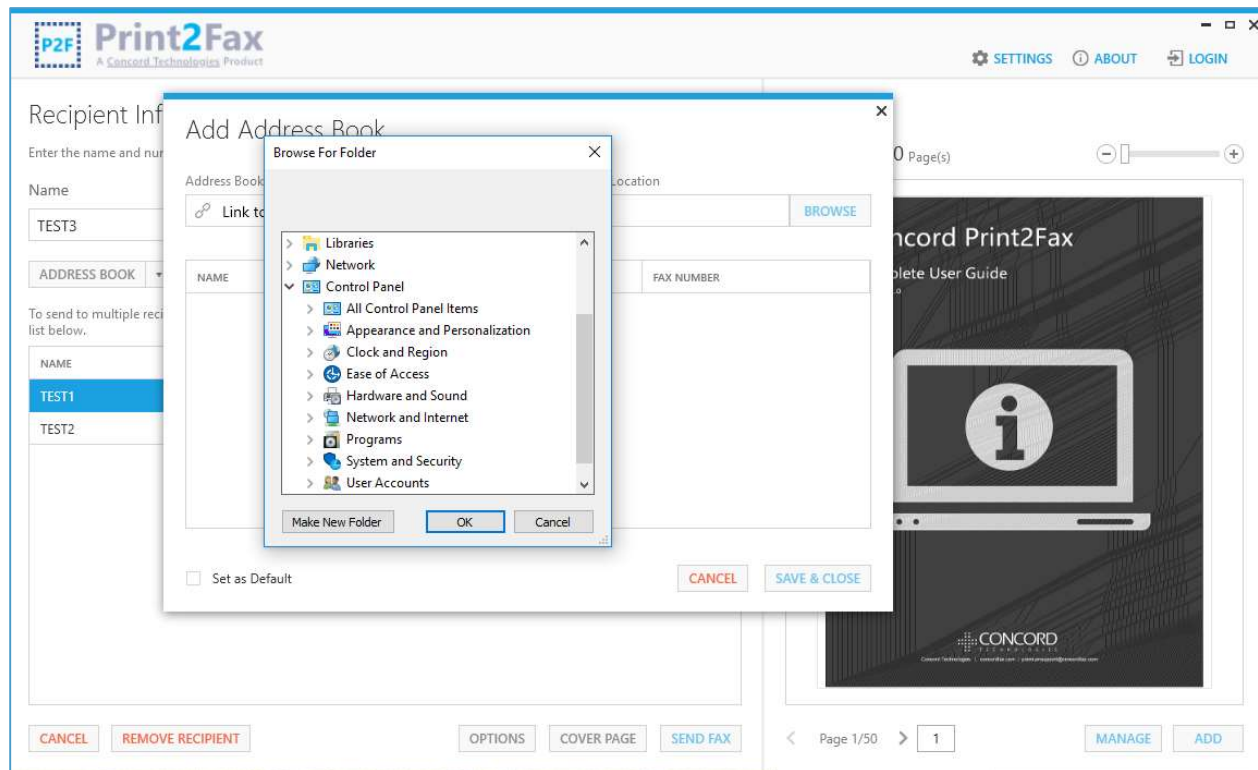 P2F Print2Fax
A Concord Technologies Product
SETTINGS ABOUT LOGIN
Recipient Inf
Enter the name and nur
Name
TEST3
ADDRESS BOOK
To send to multiple reci
list below.
NAME
TEST1
TEST2
CANCEL REMOVE RECIPIENT OPTIONS COVER PAGE SEND FAX
Add Address Book
Address Book Location
Link to BROWSE
NAME FAX NUMBER
Set as Default CANCEL SAVE & CLOSE
Browse For Folder
Libraries
Network
Control Panel
All Control Panel Items
Appearance and Personalization
Clock and Region
Ease of Access
Hardware and Sound
Network and Internet
Programs
System and Security
User Accounts
Make New Folder OK Cancel
0 Page(s)
ncord Print2Fax
plete User Guide
CONCORD
TECHNOLOGIES
Page 1/50 1 MANAGE ADD